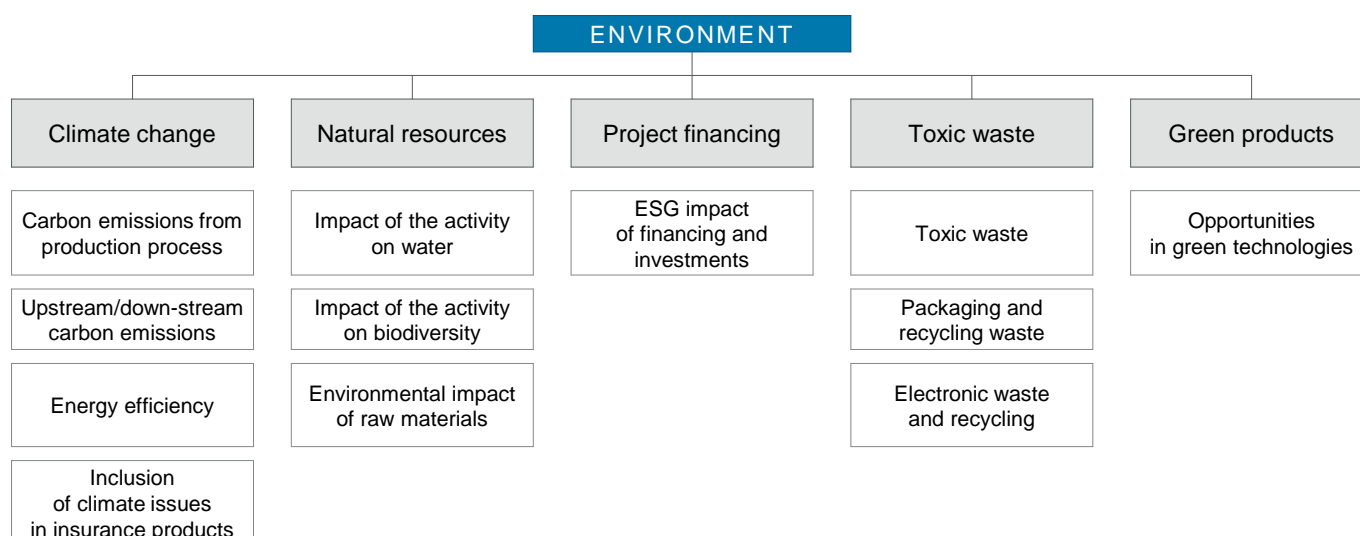 ENVIRONMENT
Climate change
Natural resources
Project financing
Toxic waste
Green products
Carbon emissions from
production process
Impact of the activity
on water
ESG impact
of financing and
investments
Toxic waste
Opportunities
in green technologies
Upstream/down-stream
carbon emissions
Impact of the activity
on biodiversity
Packaging and
recycling waste
Energy efficiency
Environmental impact
of raw materials
Electronic waste
and recycling
Inclusion
of climate issues
in insurance products